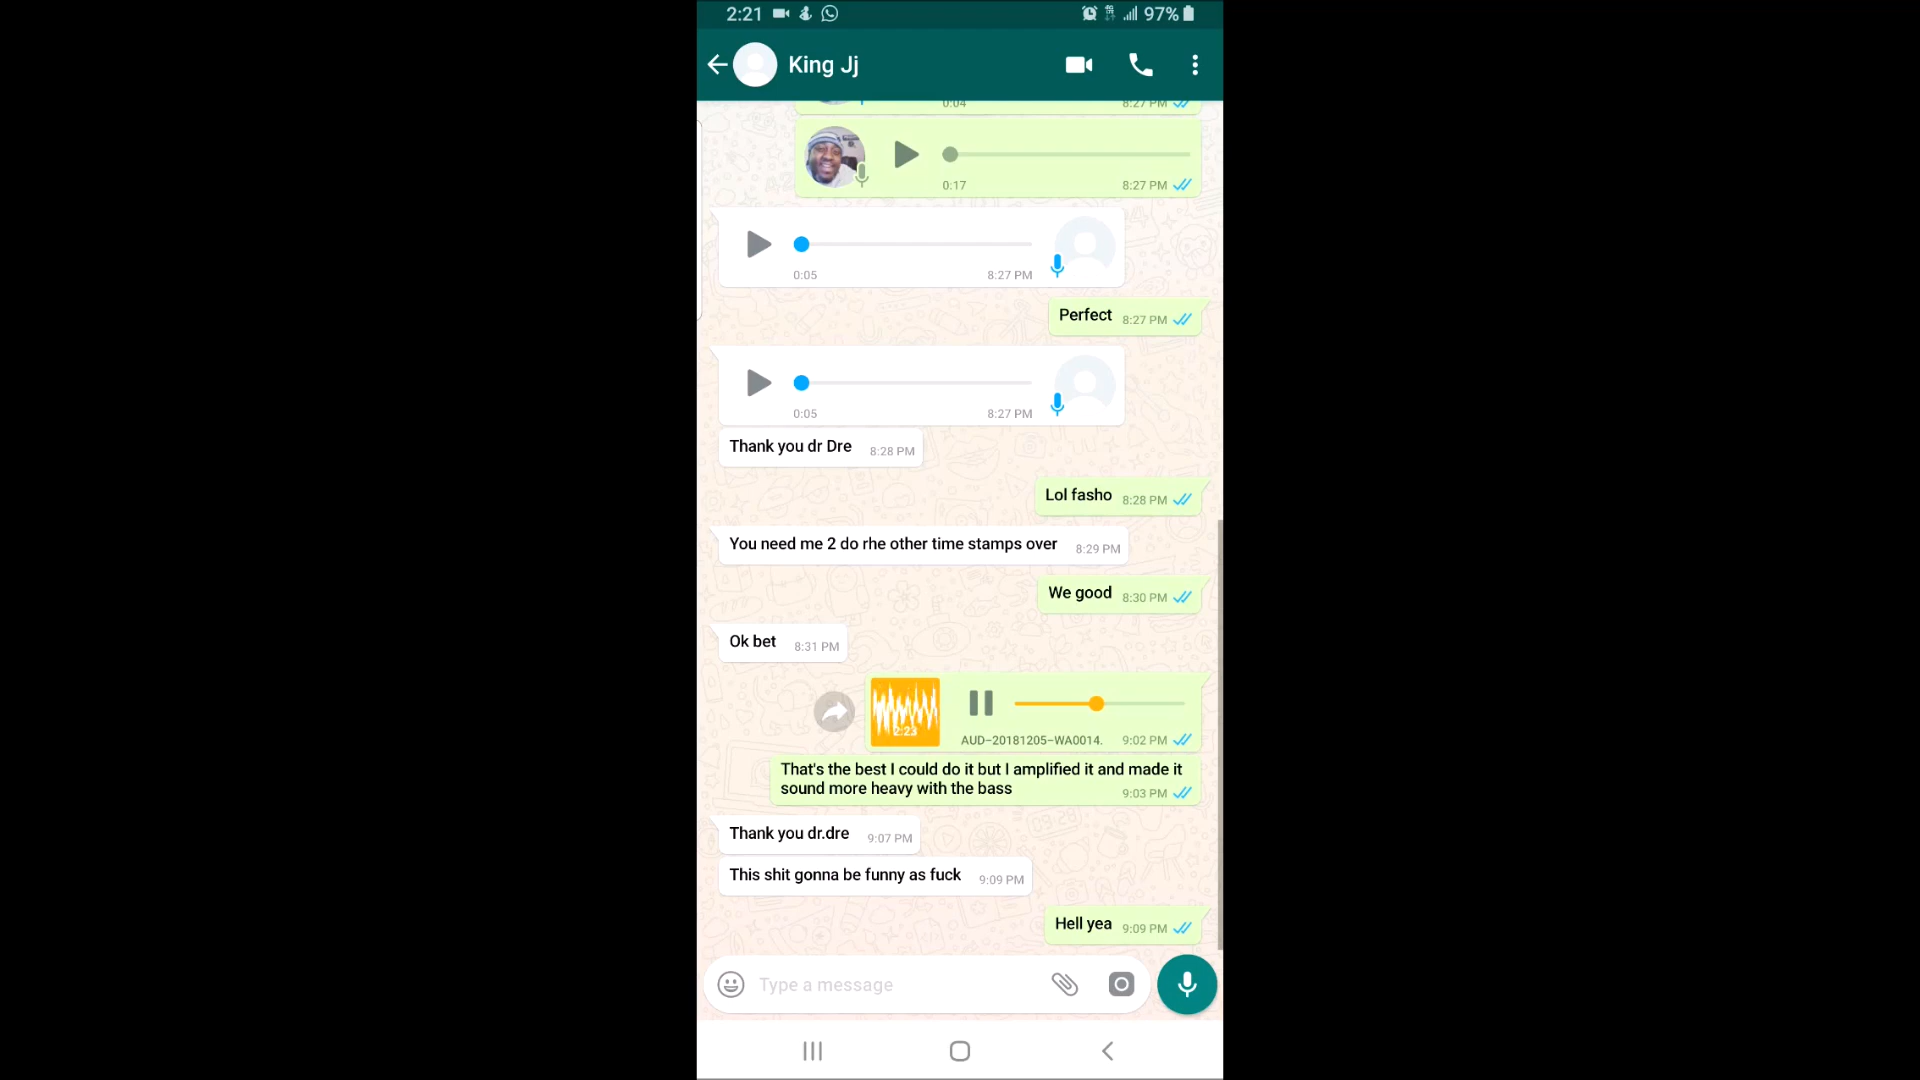 2:21
97%
King Jj
0:04 8:27 PM
0:17 8:27 PM
0:05 8:27 PM
Perfect 8:27 PM
0:05 8:27 PM
Thank you dr Dre 8:28 PM
Lol fasho 8:28 PM
You need me 2 do rhe other time stamps over 8:29 PM
We good 8:30 PM
Ok bet 8:31 PM
2:23
AUD-20181205-WA0014. 9:02 PM
That's the best I could do it but I amplified it and made it
sound more heavy with the bass 9:03 PM
Thank you dr.dre 9:07 PM
This shit gonna be funny as fuck 9:09 PM
Hell yea 9:09 PM
Type a message